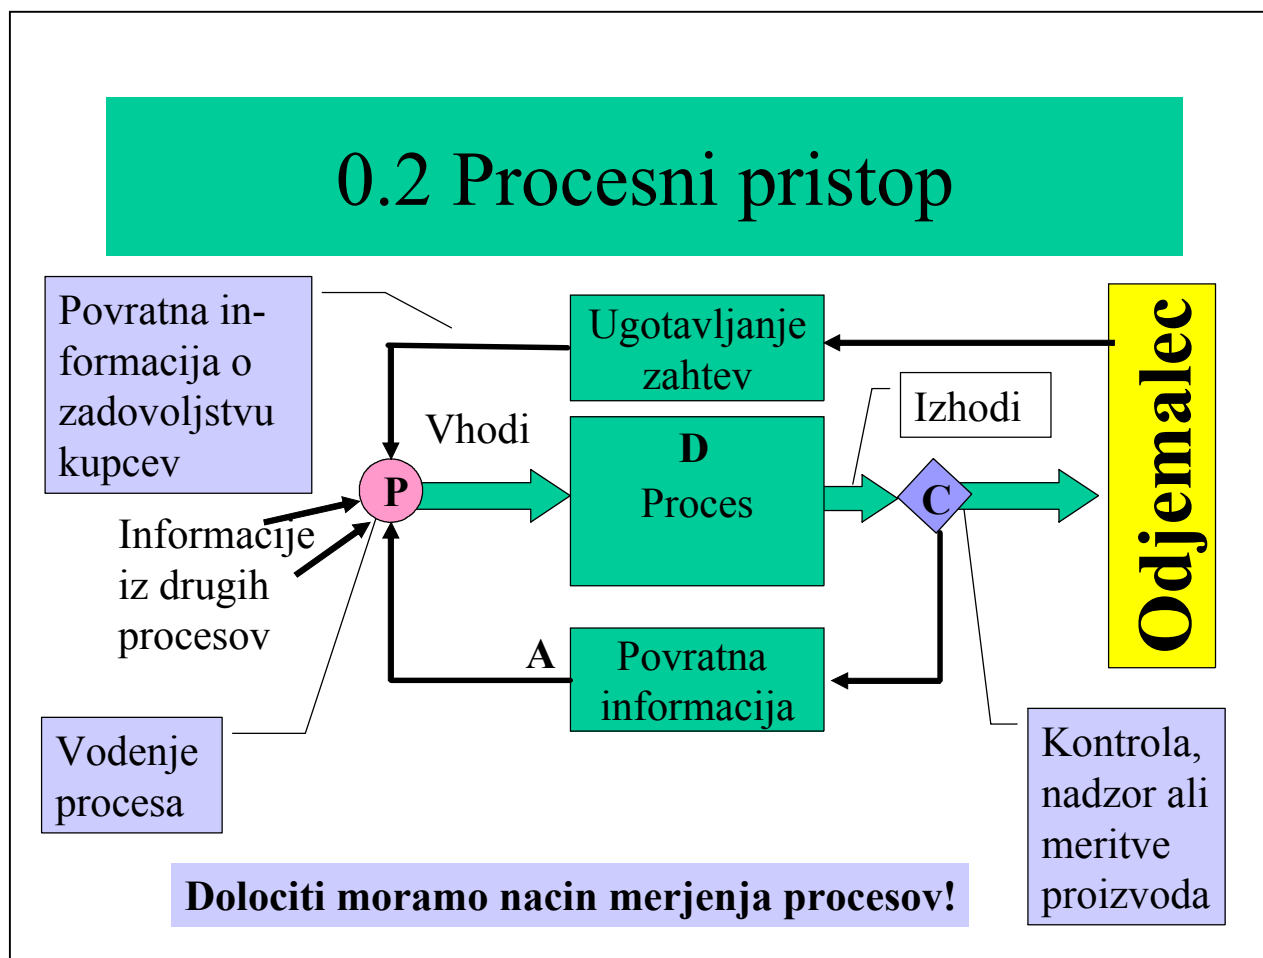 0.2 Procesni pristop
Povratna in-
formacija o
zadovoljstvu
kupcev
Ugotavljanje
zahtev
Odjemalec
Izhodi
Vhodi
D
Proces
P
C
Informacije
iz drugih
procesov
A
Povratna
informacija
Vodenje
procesa
Kontrola,
nadzor ali
meritve
proizvoda
Dolociti moramo nacin merjenja procesov!